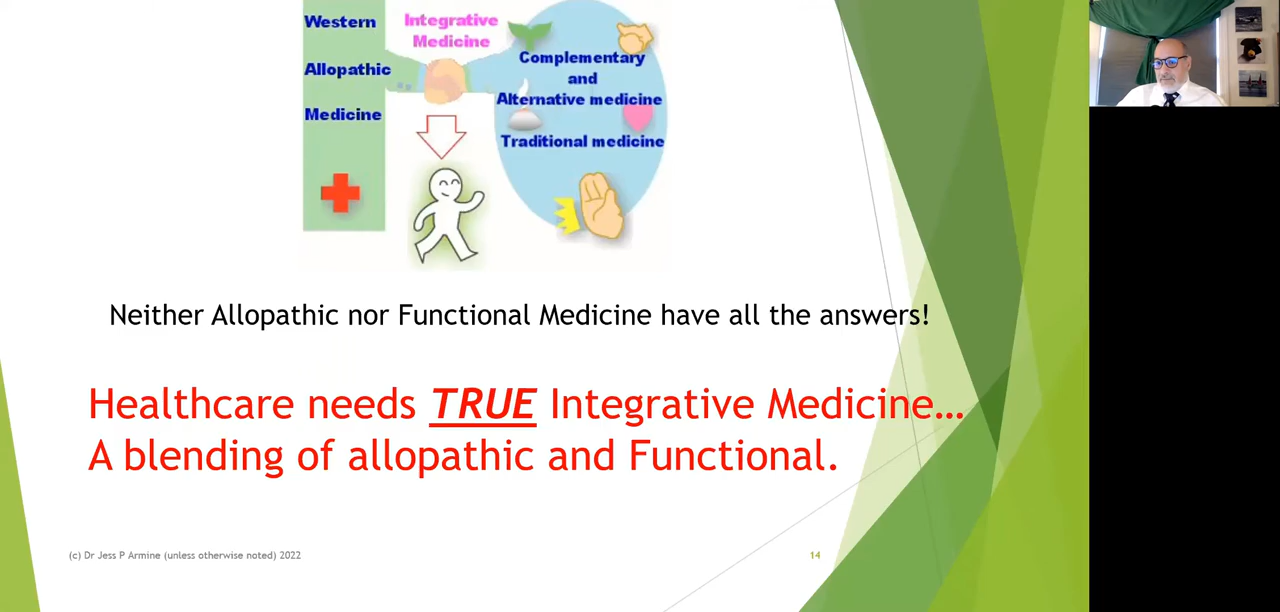 Western
Allopathic
Medicine
Integrative
Medicine
Complementary
and
Alternative medicine
Traditional medicine
Neither Allopathic nor Functional Medicine have all the answers!
Healthcare needs TRUE Integrative Medicine…
A blending of allopathic and Functional.
(c) Dr Jess P Armine (unless otherwise noted) 2022
14